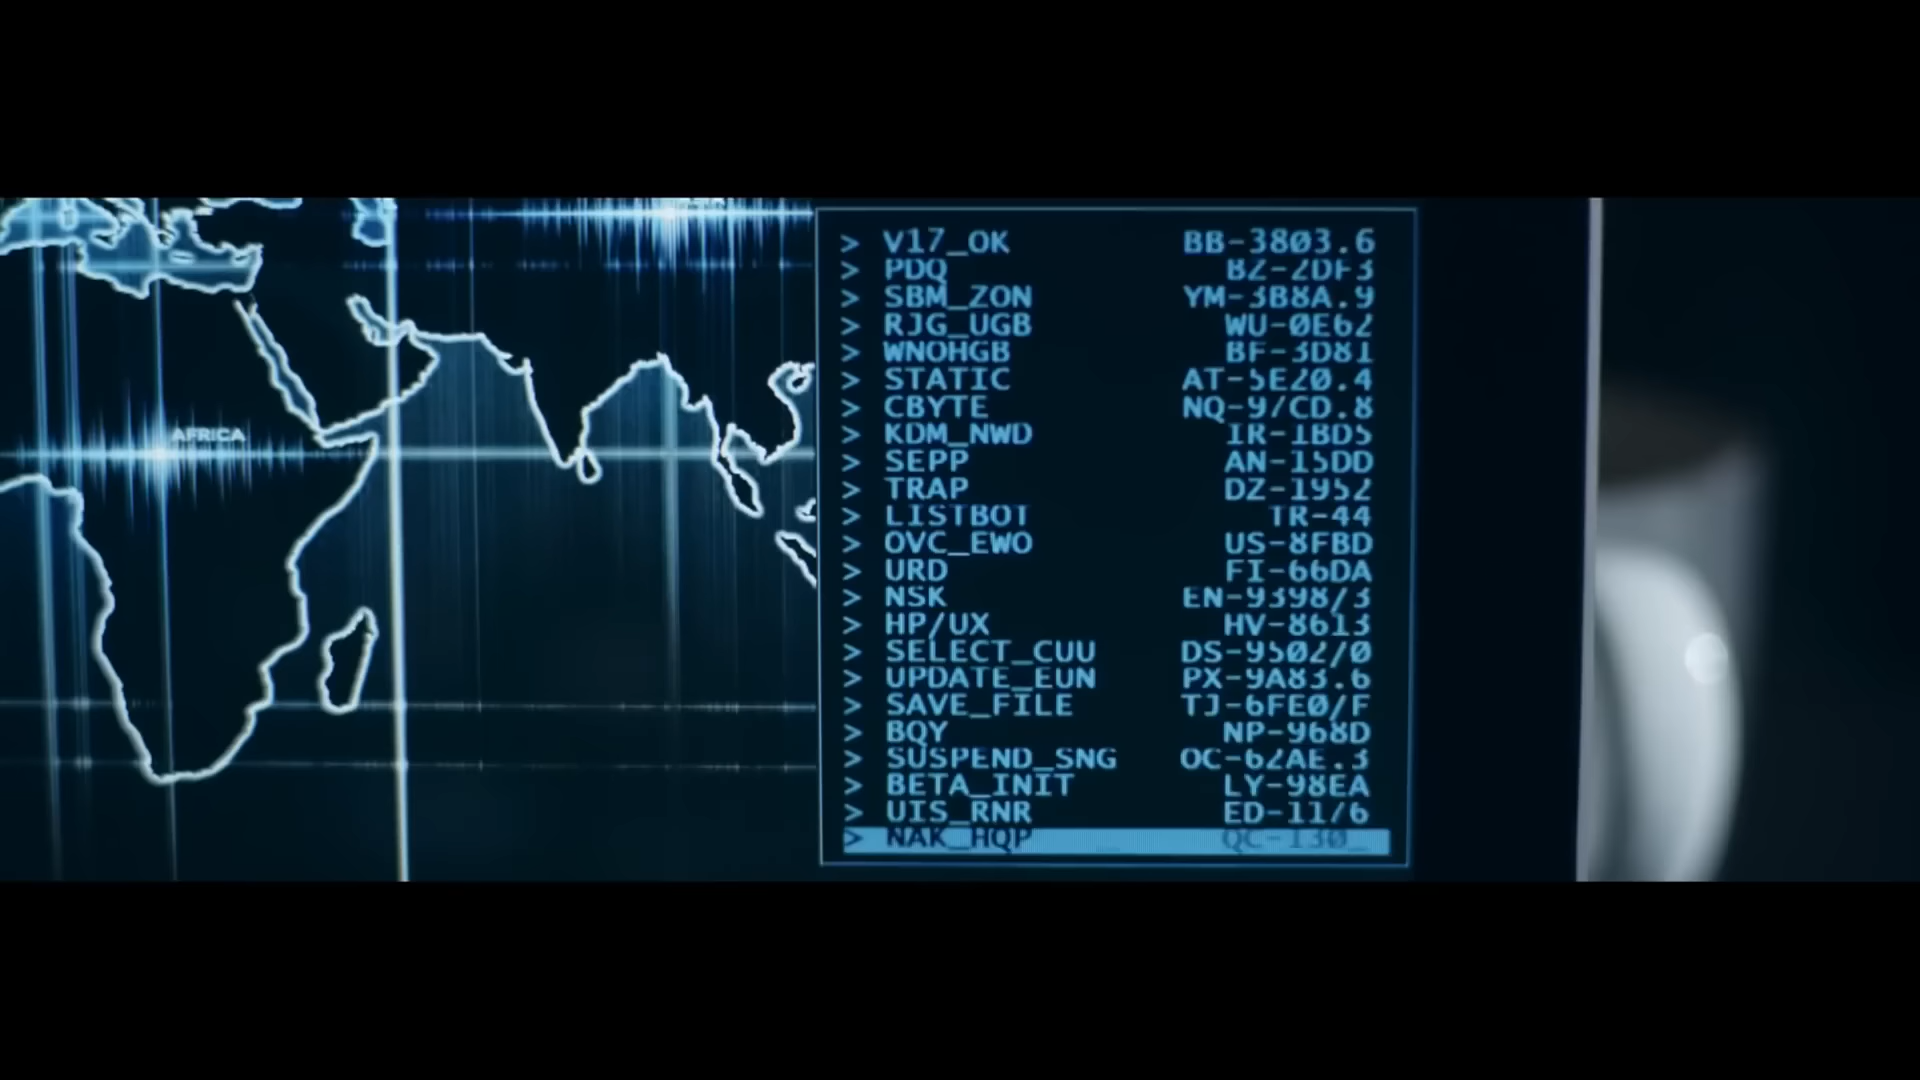 AFRICA
> V17_OK BB-3803.6
> PDQ BZ-2DF3
> SBM_ZON YM-3B8A.9
> RJG_UGB WU-0E62
> WNOHGB BF-3D81
> STATIC AT-5E20.4
> CBYTE NQ-97CD.8
> KDM_NWD IR-1BD5
> SEPP AN-15DD
> TRAP DZ-1952
> LISTBOT TR-44
> OVC_EWO US-8FBD
> URD FI-66DA
> NSK EN-9398/3
> HP/UX HV-8613
> SELECT_CUU DS-9502/0
> UPDATE_EUN PX-9A83.6
> SAVE_FILE TJ-6FE0/F
> BQY NP-968D
> SUSPEND_SNG OC-62AE.3
> BETA_INIT LY-98EA
> UIS_RNR ED-11/6
> NAK_HQP QC-130_